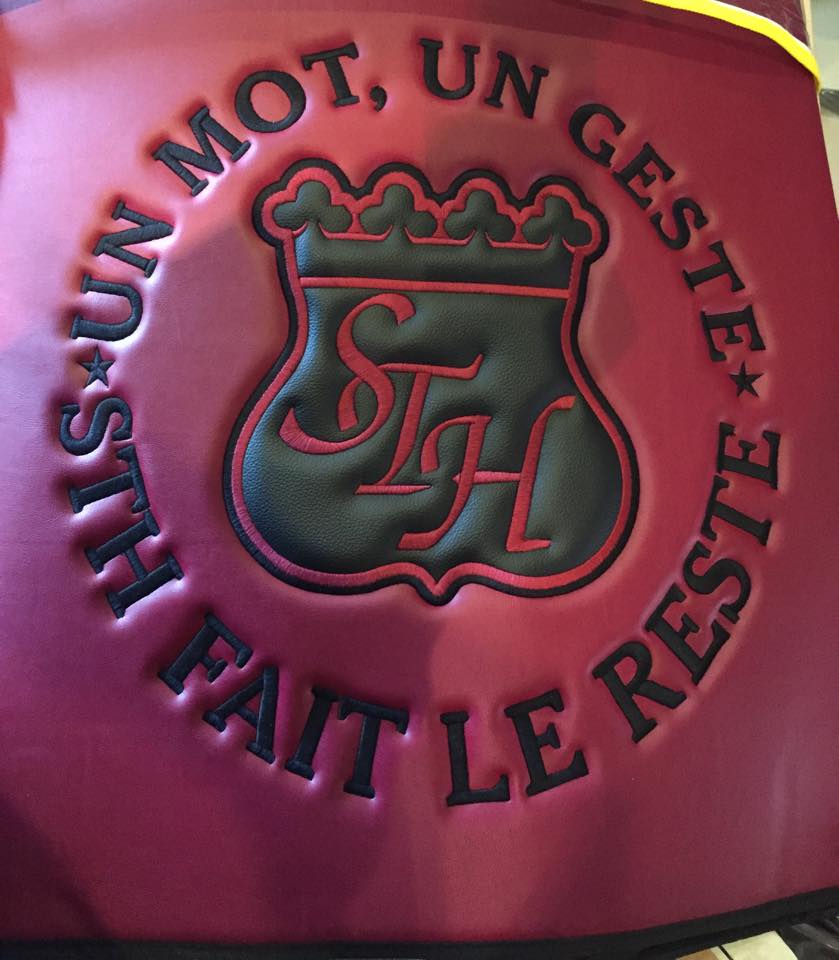 UN MOT, UN GESTE
STH
★ STH FAIT LE RESTE ★